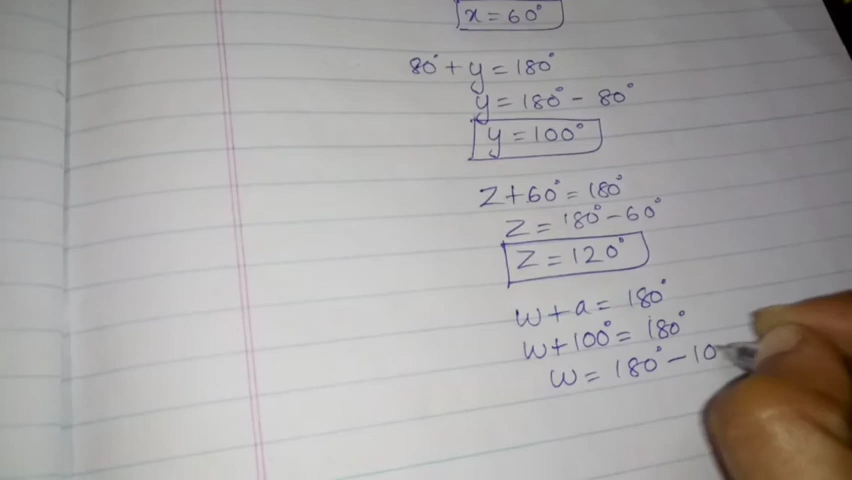 x = 60°
80° + y = 180°
y = 180° - 80°
y = 100°
z + 60° = 180°
z = 180° - 60°
z = 120°
w + a = 180°
w + 100° = 180°
w = 180° - 10